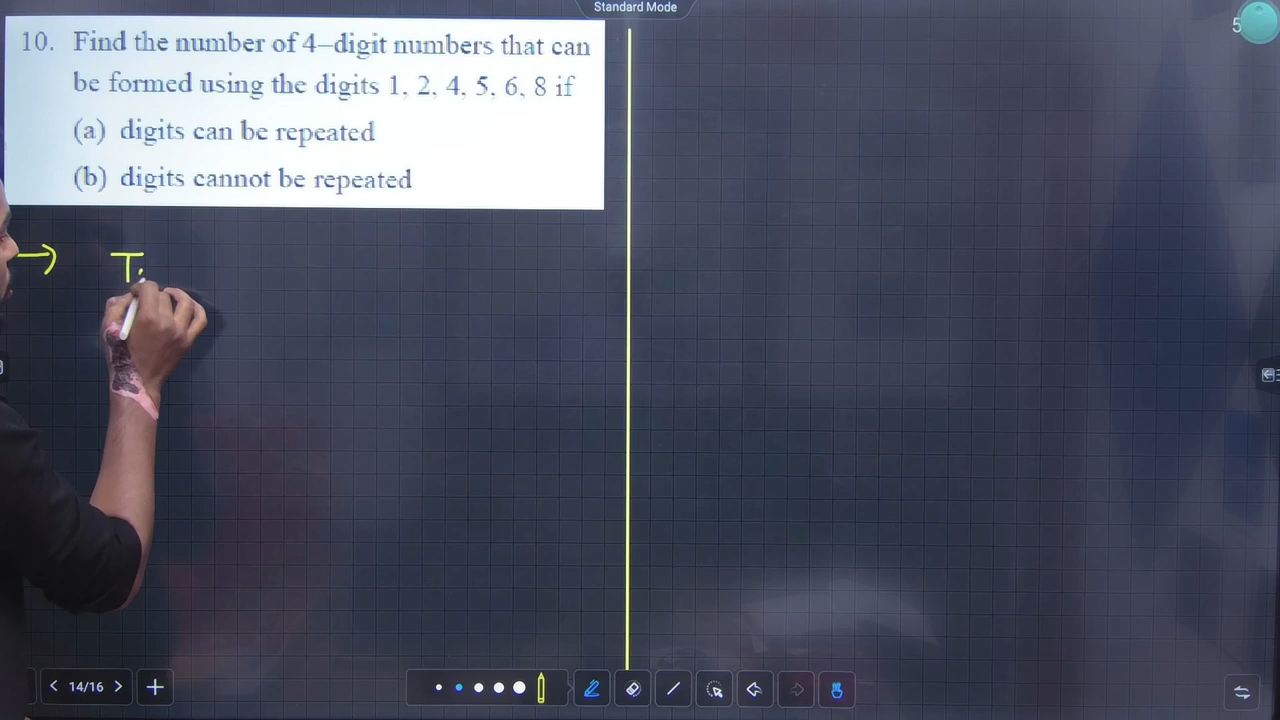 Standard Mode
5
10. Find the number of 4–digit numbers that can
be formed using the digits 1, 2, 4, 5, 6, 8 if
(a) digits can be repeated
(b) digits cannot be repeated
→ T
14/16